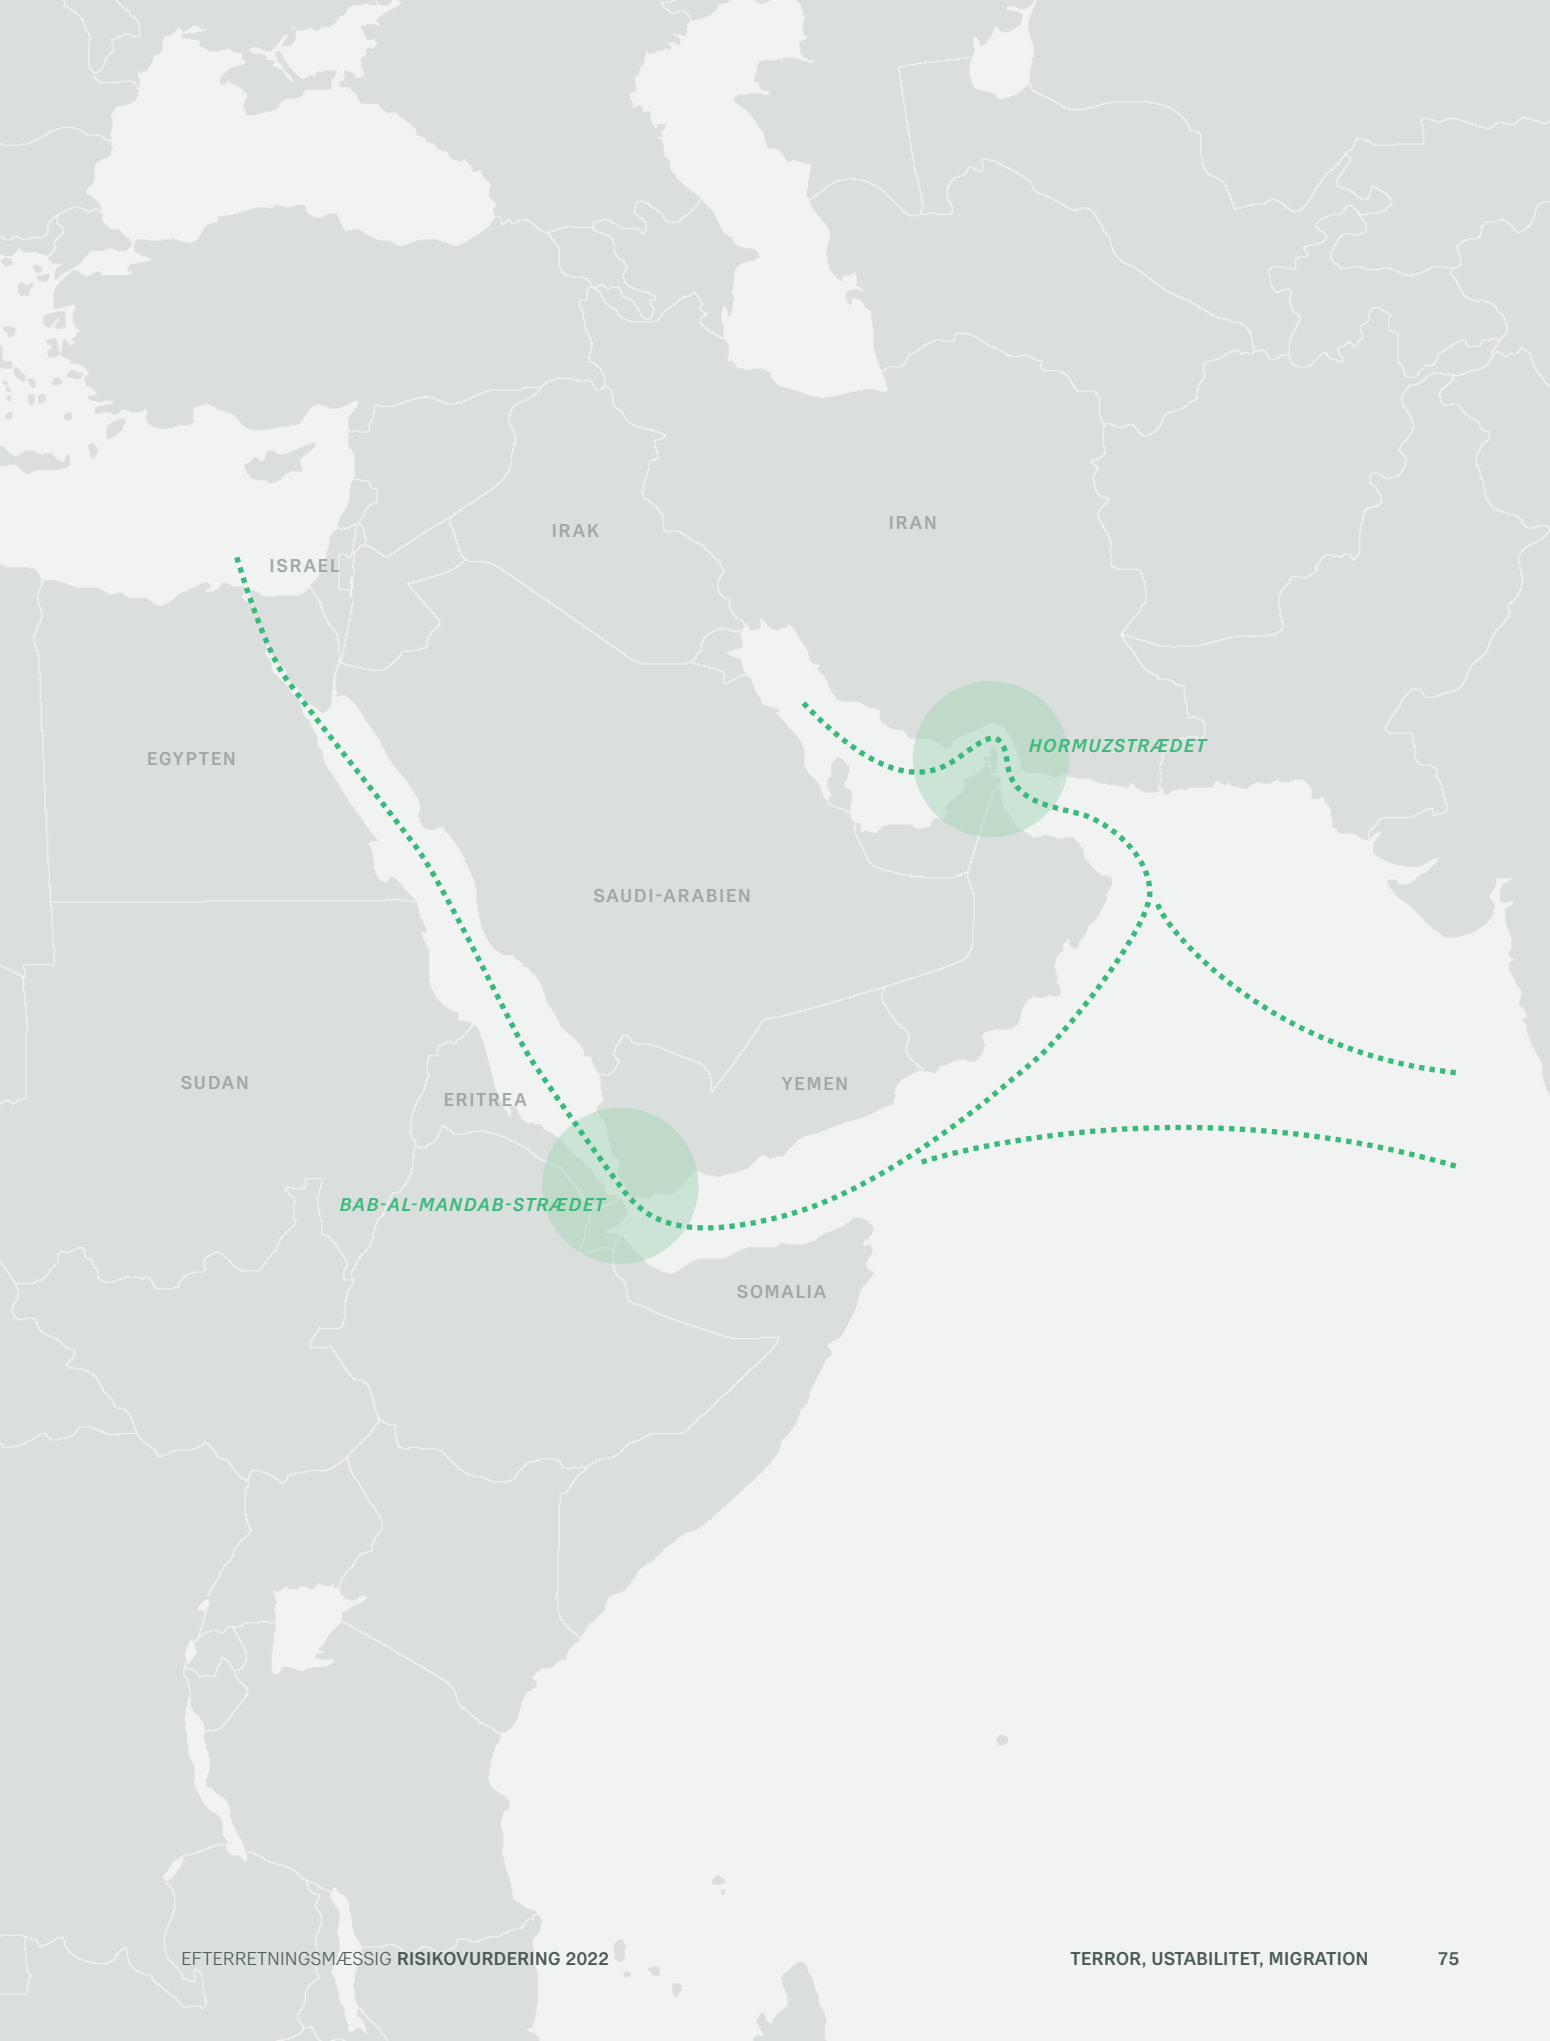 IRAN
IRAK
ISRAEL
HORMUZSTRÆDET
EGYPTEN
SAUDI-ARABIEN
SUDAN
YEMEN
ERITREA
BAB-AL-MANDAB-STRÆDET
SOMALIA
EFTERRETNINGSMÆSSIG RISIKOVURDERING 2022
TERROR, USTABILITET, MIGRATION 75